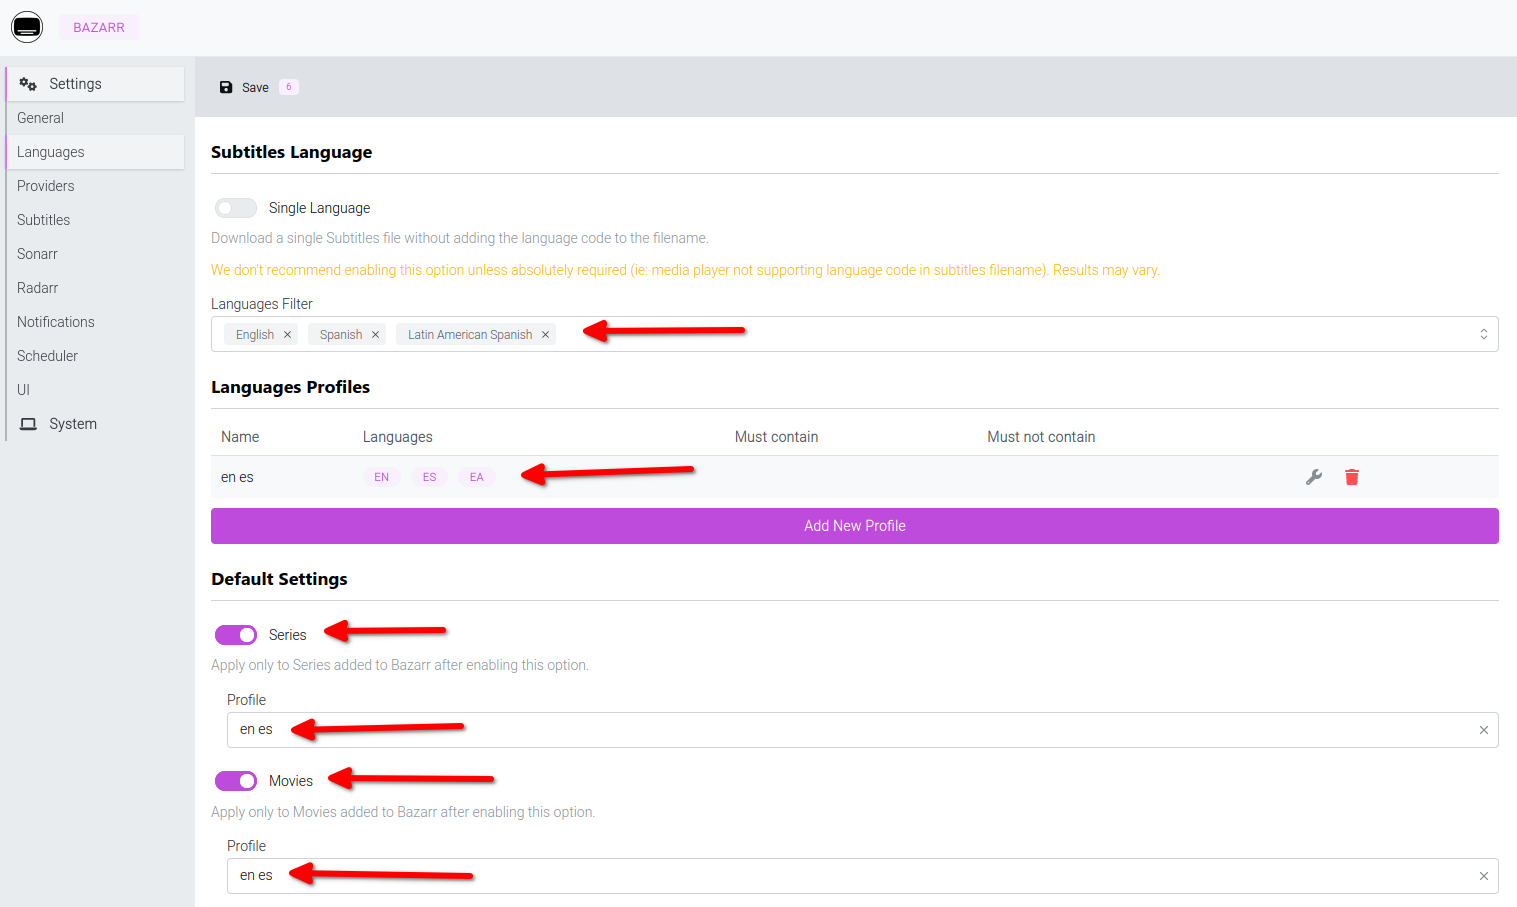 BAZARR
Settings
General
Languages
Providers
Subtitles
Sonarr
Radarr
Notifications
Scheduler
UI
System
Save 6
Subtitles Language
Single Language
Download a single Subtitles file without adding the language code to the filename.
We don't recommend enabling this option unless absolutely required (ie: media player not supporting language code in subtitles filename). Results may vary.
Languages Filter
English Spanish Latin American Spanish
Languages Profiles
Name Languages Must contain Must not contain
en es EN ES EA
Add New Profile
Default Settings
Series
Apply only to Series added to Bazarr after enabling this option.
Profile
en es
Movies
Apply only to Movies added to Bazarr after enabling this option.
Profile
en es